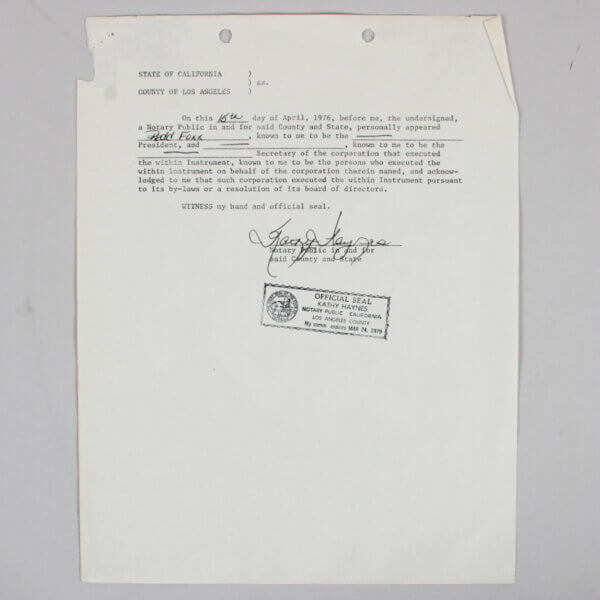 STATE OF CALIFORNIA )
) ss.
COUNTY OF LOS ANGELES )
On this 15th day of April, 1976, before me, the undersigned,
a Notary Public in and for said County and State, personally appeared
Redd Foxx, known to me to be the
President, and , known to me to be the
Secretary of the corporation that executed
the within Instrument, known to me to be the persons who executed the
within Instrument on behalf of the corporation therein named, and acknow-
ledged to me that such corporation executed the within Instrument pursuant
to its by-laws or a resolution of its board of directors.
WITNESS my hand and official seal.
Kathy Haynes
Notary Public in and for
said County and State
OFFICIAL SEAL
KATHY HAYNES
NOTARY PUBLIC CALIFORNIA
LOS ANGELES COUNTY
My comm. expires MAR 24, 1979